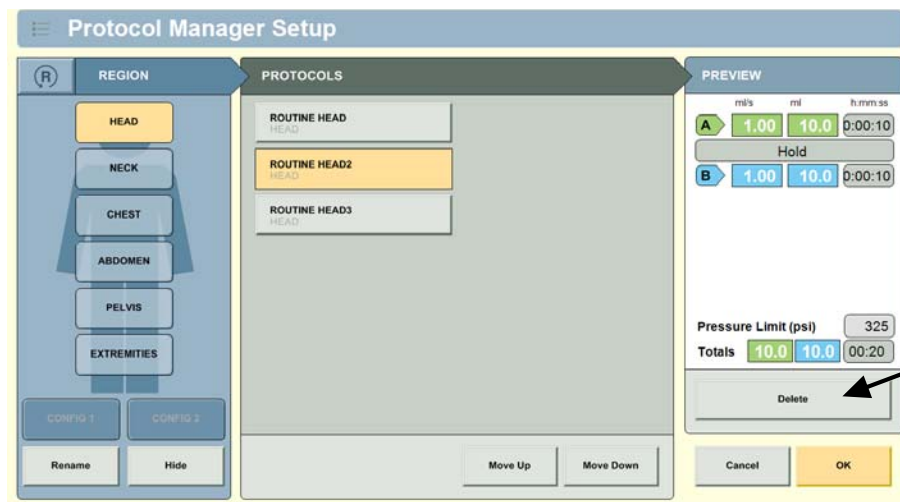 Protocol Manager Setup
R REGION
HEAD
NECK
CHEST
ABDOMEN
PELVIS
EXTREMITIES
CONFIG 1 CONFIG 2
Rename Hide
PROTOCOLS
ROUTINE HEAD
HEAD
ROUTINE HEAD2
HEAD
ROUTINE HEAD3
HEAD
Move Up Move Down
PREVIEW
ml/s ml h:mm:ss
A 1.00 10.0 0:00:10
Hold
B 1.00 10.0 0:00:10
Pressure Limit (psi) 325
Totals 10.0 10.0 00:20
Delete
Cancel OK